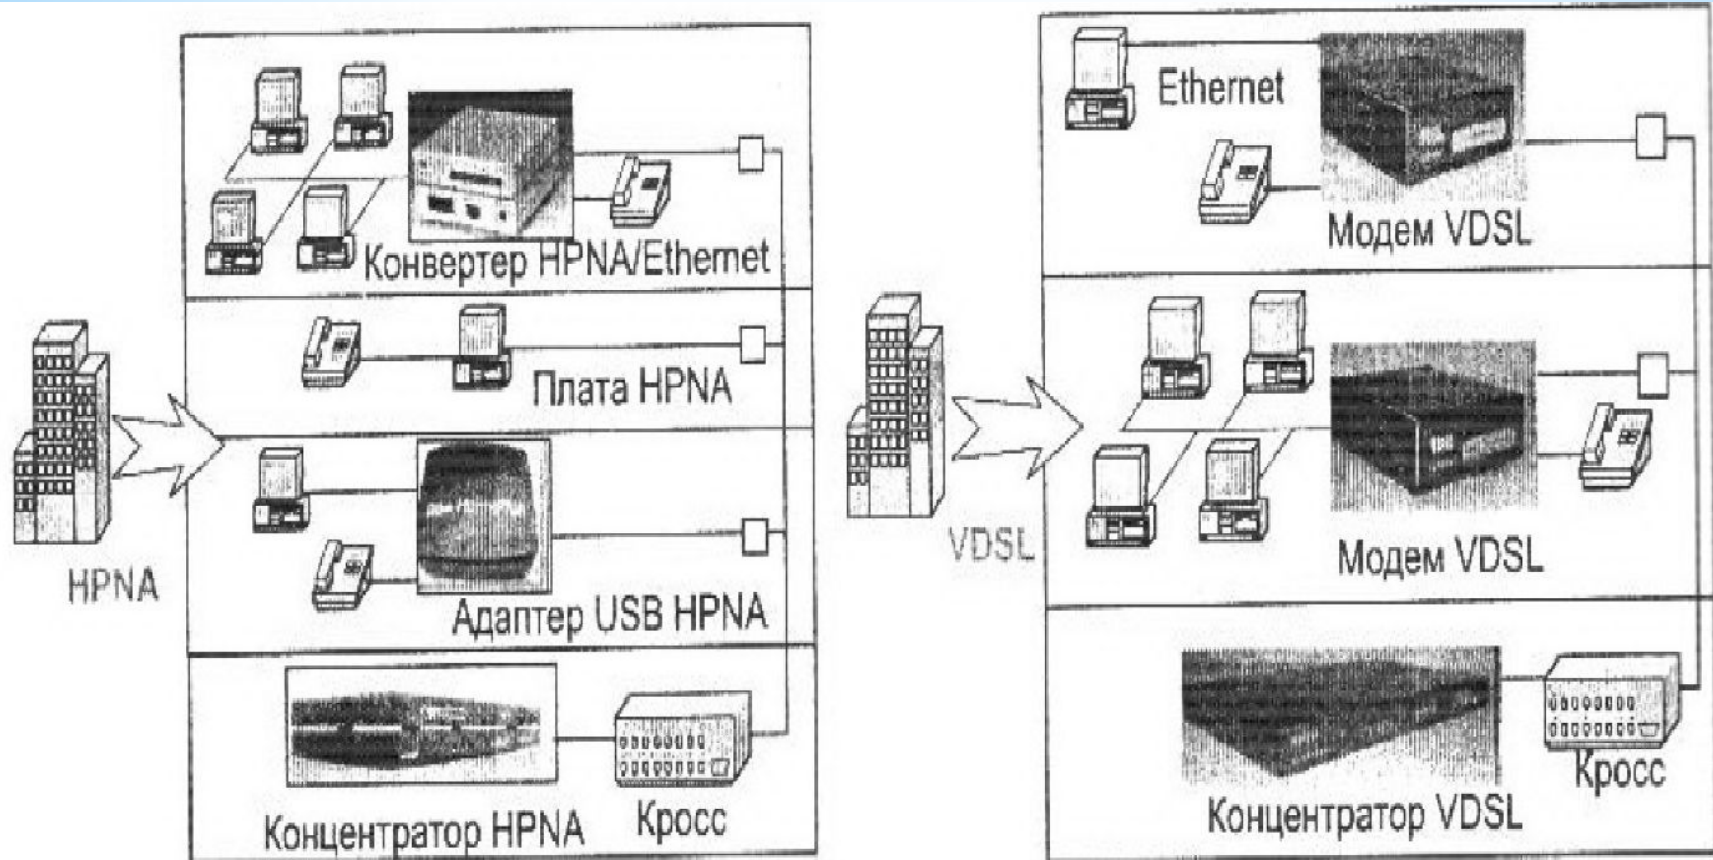 Конвертер HPNA/Ethernet
Плата HPNA
HPNA
Адаптер USB HPNA
Концентратор HPNA
Кросс
Ethernet
Модем VDSL
VDSL
Модем VDSL
Концентратор VDSL
Кросс